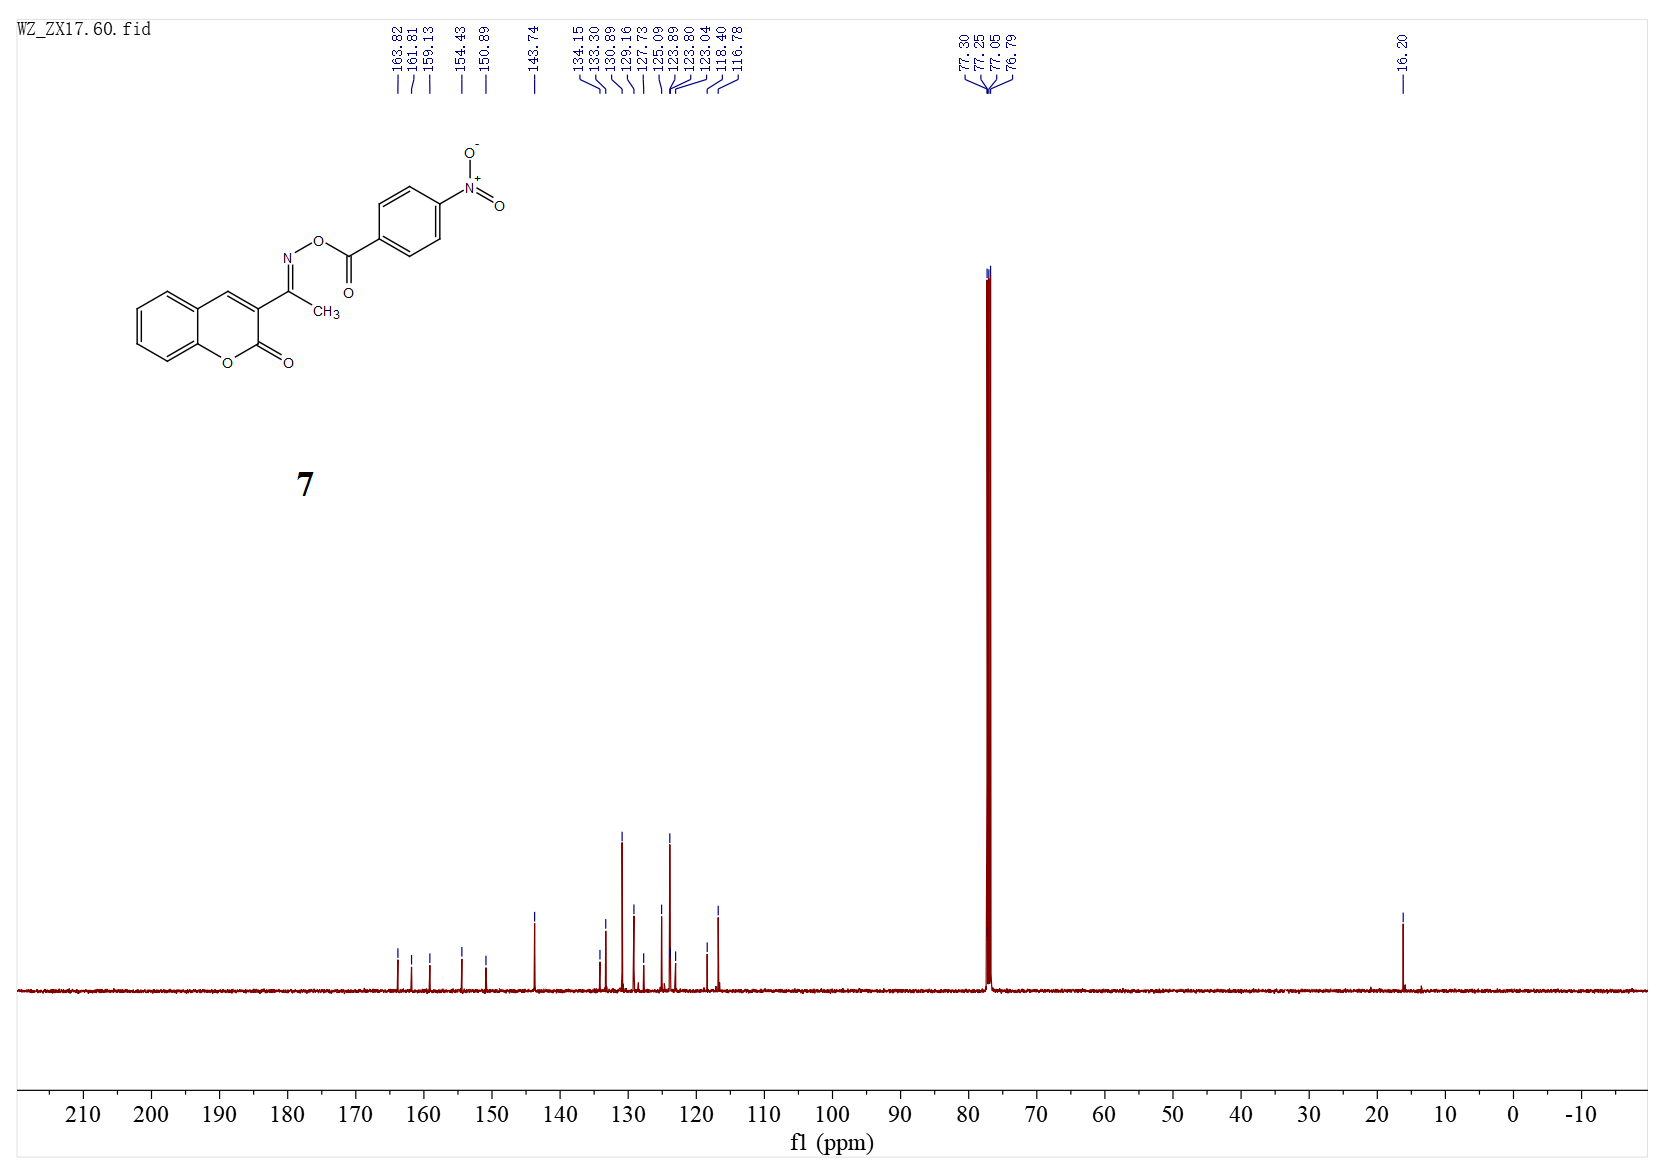 WZ_ZX17.60.fid
163.82
161.81
159.13
154.43
150.89
143.74
134.15
133.30
130.89
129.16
127.73
125.09
123.89
123.80
123.04
118.40
116.78
77.30
77.25
77.05
76.79
16.20
O-
N+
O
O
N
O
CH3
O
O
7
210 200 190 180 170 160 150 140 130 120 110 100 90 80 70 60 50 40 30 20 10 0 -10
f1 (ppm)